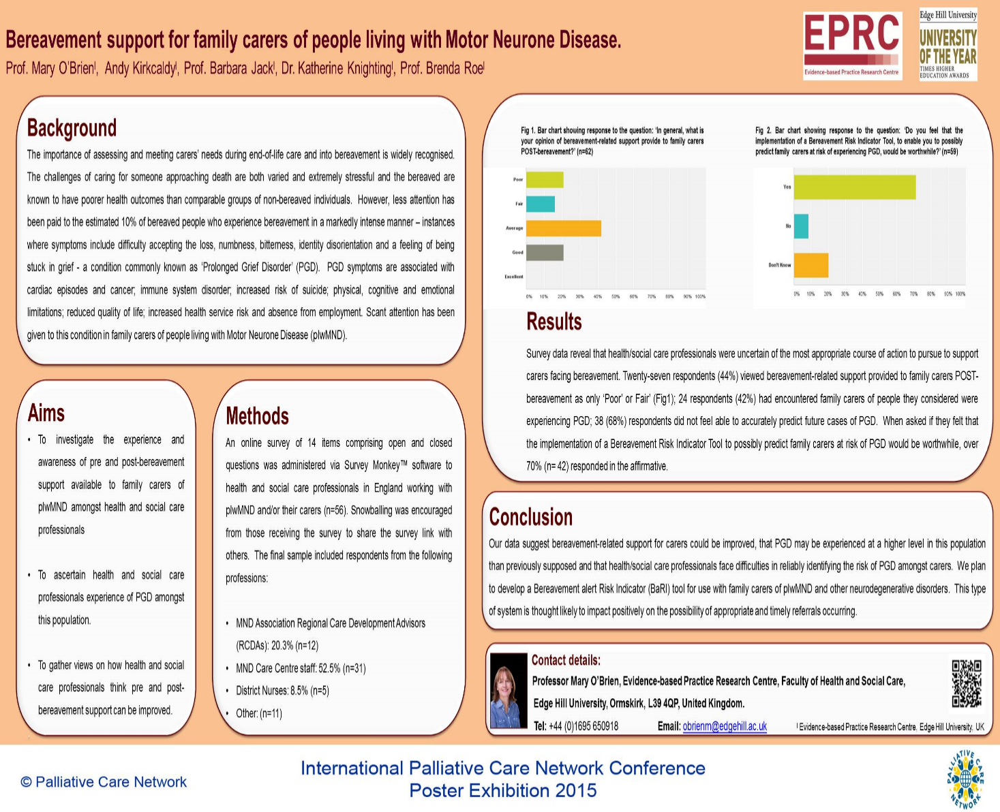 Bereavement support for family carers of people living with Motor Neurone Disease.
Prof. Mary O'Brien¹, Andy Kirkcaldy¹, Prof. Barbara Jack¹, Dr. Katherine Knighting¹, Prof. Brenda Roe¹
EPRC
Evidence-based Practice Research Centre
Edge Hill University
UNIVERSITY
OF THE YEAR
TIMES HIGHER
EDUCATION AWARDS
Background
The importance of assessing and meeting carers' needs during end-of-life care and into bereavement is widely recognised.
The challenges of caring for someone approaching death are both varied and extremely stressful and the bereaved are
known to have poorer health outcomes than comparable groups of non-bereaved individuals. However, less attention has
been paid to the estimated 10% of bereaved people who experience bereavement in a markedly intense manner – instances
where symptoms include difficulty accepting the loss, numbness, bitterness, identity disorientation and a feeling of being
stuck in grief - a condition commonly known as 'Prolonged Grief Disorder' (PGD). PGD symptoms are associated with
cardiac episodes and cancer; immune system disorder; increased risk of suicide; physical, cognitive and emotional
limitations; reduced quality of life; increased health service risk and absence from employment. Scant attention has been
given to this condition in family carers of people living with Motor Neurone Disease (plwMND).
Aims
• To investigate the experience and
awareness of pre and post-bereavement
support available to family carers of
plwMND amongst health and social care
professionals
• To ascertain health and social care
professionals experience of PGD amongst
this population.
• To gather views on how health and social
care professionals think pre and post-
bereavement support can be improved.
Methods
An online survey of 14 items comprising open and closed
questions was administered via Survey Monkey™ software to
health and social care professionals in England working with
plwMND and/or their carers (n=56). Snowballing was encouraged
from those receiving the survey to share the survey link with
others. The final sample included respondents from the following
professions:
• MND Association Regional Care Development Advisors
(RCDAs): 20.3% (n=12)
• MND Care Centre staff: 52.5% (n=31)
• District Nurses: 8.5% (n=5)
• Other: (n=11)
Fig 1. Bar chart showing response to the question: 'In general, what is
your opinion of bereavement-related support provide to family carers
POST-bereavement?' (n=62)
Poor
Fair
Average
Good
Excellent
0% 10% 20% 30% 40% 50% 60% 70% 80% 90% 100%
Fig 2. Bar chart showing response to the question: 'Do you feel that the
implementation of a Bereavement Risk Indicator Tool, to enable you to possibly
predict family carers at risk of experiencing PGD, would be worthwhile?' (n=59)
Yes
No
Don't Know
0% 10% 20% 30% 40% 50% 60% 70% 80% 90% 100%
Results
Survey data reveal that health/social care professionals were uncertain of the most appropriate course of action to pursue to support
carers facing bereavement. Twenty-seven respondents (44%) viewed bereavement-related support provided to family carers POST-
bereavement as only 'Poor' or Fair' (Fig1); 24 respondents (42%) had encountered family carers of people they considered were
experiencing PGD; 38 (68%) respondents did not feel able to accurately predict future cases of PGD. When asked if they felt that
the implementation of a Bereavement Risk Indicator Tool to possibly predict family carers at risk of PGD would be worthwhile, over
70% (n= 42) responded in the affirmative.
Conclusion
Our data suggest bereavement-related support for carers could be improved, that PGD may be experienced at a higher level in this population
than previously supposed and that health/social care professionals face difficulties in reliably identifying the risk of PGD amongst carers. We plan
to develop a Bereavement alert Risk Indicator (BaRI) tool for use with family carers of plwMND and other neurodegenerative disorders. This type
of system is thought likely to impact positively on the possibility of appropriate and timely referrals occurring.
Contact details:
Professor Mary O'Brien, Evidence-based Practice Research Centre, Faculty of Health and Social Care,
Edge Hill University, Ormskirk, L39 4QP, United Kingdom.
Tel: +44 (0)1695 650918 Email: obrienm@edgehill.ac.uk ¹ Evidence-based Practice Research Centre, Edge Hill University, UK
© Palliative Care Network
International Palliative Care Network Conference
Poster Exhibition 2015
PALLIATIVE CARE NETWORK